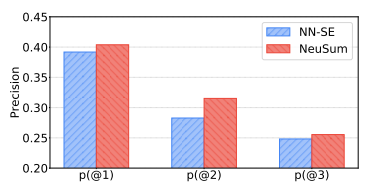 0.45
0.40
0.35
0.30
0.25
0.20
Precision
NN-SE
NeuSum
p(@1)
p(@2)
p(@3)